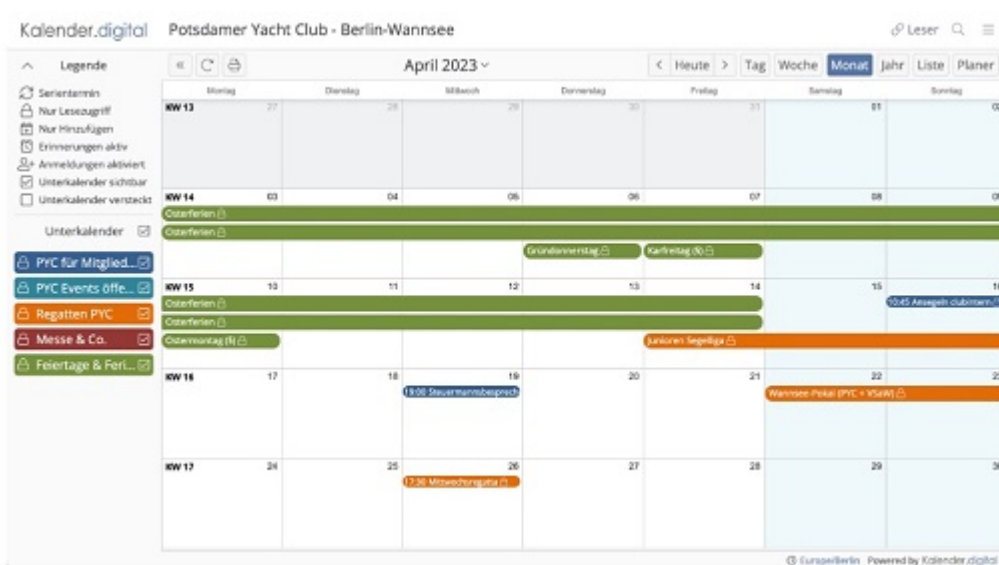 Kalender.digital
Potsdamer Yacht Club - Berlin-Wannsee
Leser
Legende
«
April 2023
< Heute >
Tag
Woche
Monat
Jahr
Liste
Planer
Serientermin
Nur Lesezugriff
Nur Hinzufügen
Erinnerungen aktiv
Anmeldungen aktiviert
Unterkalender sichtbar
Unterkalender versteckt
Unterkalender
PYC für Mitglied...
PYC Events öffe...
Regatten PYC
Messe & Co.
Feiertage & Feri...
Montag Dienstag Mittwoch Donnerstag Freitag Samstag Sonntag
KW 13 27 28 29 30 31 01
KW 14 03 04 05 06 07 08
Osterferien
Osterferien
Gründonnerstag Karfreitag (§)
KW 15 10 11 12 13 14 15
Osterferien
10:45 Ansegeln clubintern
Osterferien
Ostermontag (§) Junioren Segelliga
KW 16 17 18 19 20 21 22
19:00 Steuermannsbesprech
Wannsee-Pokal (PYC + VSaW)
KW 17 24 25 26 27 28 29
17:30 Mittwochsregatta
Europe/Berlin Powered by Kalender.digital